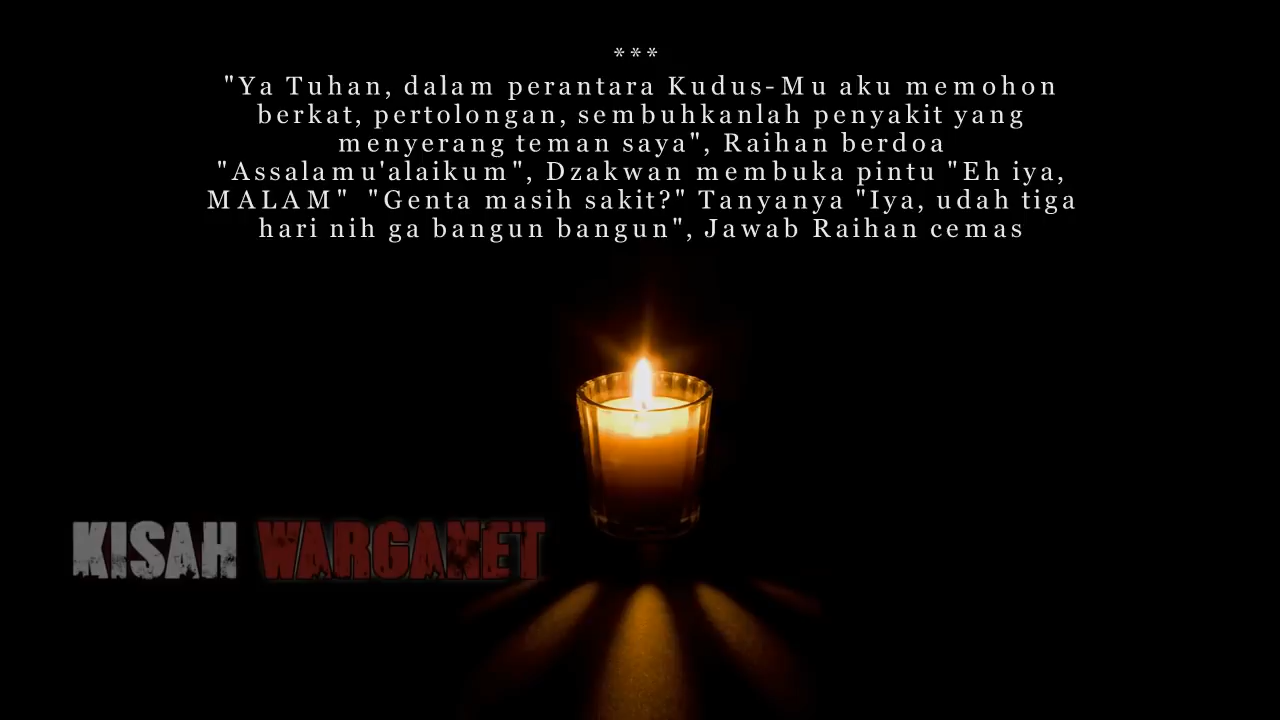 ***
"Ya Tuhan, dalam perantara Kudus-Mu aku memohon
berkat, pertolongan, sembuhkanlah penyakit yang
menyerang teman saya", Raihan berdoa
"Assalamu'alaikum", Dzakwan membuka pintu "Eh iya,
MALAM" "Genta masih sakit?" Tanyanya "Iya, udah tiga
hari nih ga bangun bangun", Jawab Raihan cemas
KISAH WARGANET